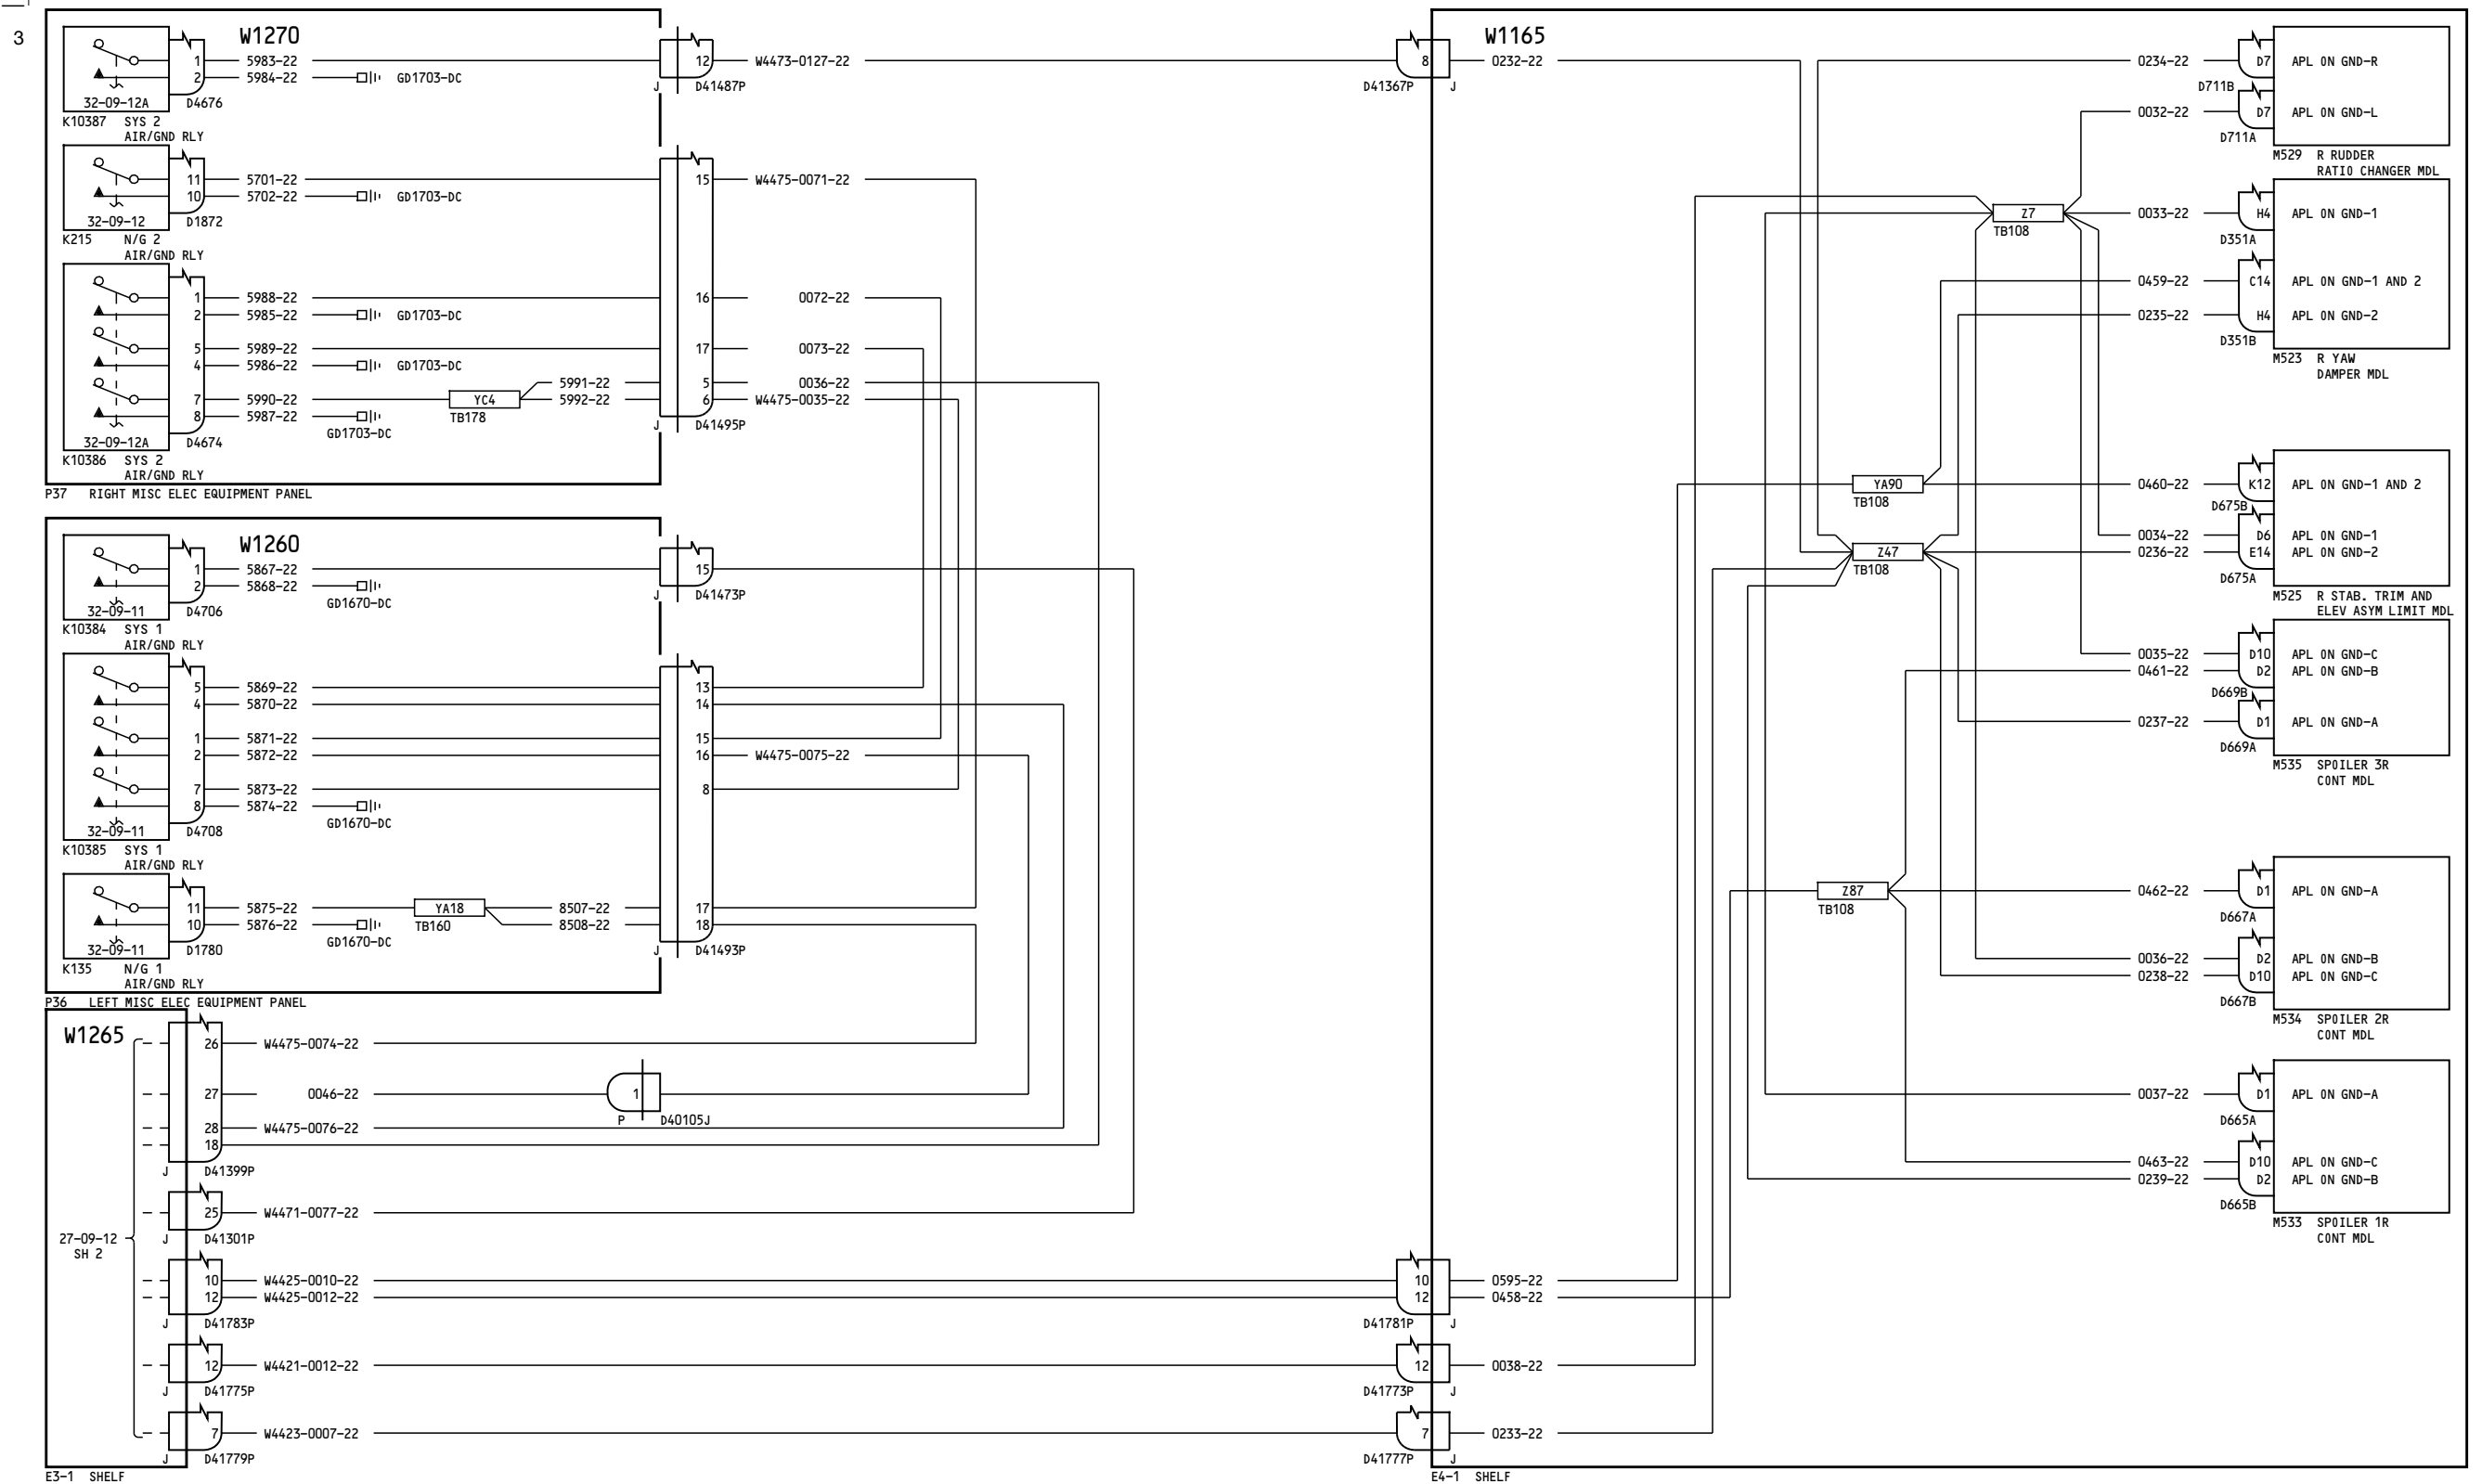 3
W1270
1 5983-22
2 5984-22 GD1703-DC
32-09-12A D4676
K10387 SYS 2
AIR/GND RLY
11 5701-22
10 5702-22 GD1703-DC
32-09-12 D1872
K215 N/G 2
AIR/GND RLY
1 5988-22
2 5985-22 GD1703-DC
5 5989-22
4 5986-22 GD1703-DC
7 5990-22 YC4 5991-22
5992-22
8 5987-22 TB178
GD1703-DC
32-09-12A D4674
K10386 SYS 2
AIR/GND RLY
P37 RIGHT MISC ELEC EQUIPMENT PANEL
12 W4473-0127-22
J D41487P
15 W4475-0071-22
16 0072-22
17 0073-22
5 0036-22
6 W4475-0035-22
J D41495P
W1260
1 5867-22
2 5868-22
GD1670-DC
32-09-11 D4706
K10384 SYS 1
AIR/GND RLY
5 5869-22
4 5870-22
1 5871-22
2 5872-22
7 5873-22
8 5874-22
GD1670-DC
32-09-11 D4708
K10385 SYS 1
AIR/GND RLY
11 5875-22 YA18 8507-22
10 5876-22 TB160 8508-22
GD1670-DC
32-09-11 D1780
K135 N/G 1
AIR/GND RLY
P36 LEFT MISC ELEC EQUIPMENT PANEL
15
J D41473P
13
14
15
16 W4475-0075-22
8
17
18
J D41493P
W1265
26 W4475-0074-22
27 0046-22 1
P D40105J
28 W4475-0076-22
18
J D41399P
25 W4471-0077-22
J D41301P
27-09-12
SH 2
10 W4425-0010-22
12 W4425-0012-22
J D41783P
12 W4421-0012-22
J D41775P
7 W4423-0007-22
J D41779P
E3-1 SHELF
W1165
8 0232-22
D41367P J
10 0595-22
12 0458-22
D41781P J
12 0038-22
D41773P J
7 0233-22
D41777P J
E4-1 SHELF
Z7
TB108
YA90
TB108
Z47
TB108
Z87
TB108
0234-22 D7 APL ON GND-R
D711B
0032-22 D7 APL ON GND-L
D711A
M529 R RUDDER
RATIO CHANGER MDL
0033-22 H4 APL ON GND-1
D351A
0459-22 C14 APL ON GND-1 AND 2
0235-22 H4 APL ON GND-2
D351B
M523 R YAW
DAMPER MDL
0460-22 K12 APL ON GND-1 AND 2
D675B
0034-22 D6 APL ON GND-1
0236-22 E14 APL ON GND-2
D675A
M525 R STAB. TRIM AND
ELEV ASYM LIMIT MDL
0035-22 D10 APL ON GND-C
0461-22 D2 APL ON GND-B
D669B
0237-22 D1 APL ON GND-A
D669A
M535 SPOILER 3R
CONT MDL
0462-22 D1 APL ON GND-A
D667A
0036-22 D2 APL ON GND-B
0238-22 D10 APL ON GND-C
D667B
M534 SPOILER 2R
CONT MDL
0037-22 D1 APL ON GND-A
D665A
0463-22 D10 APL ON GND-C
0239-22 D2 APL ON GND-B
D665B
M533 SPOILER 1R
CONT MDL